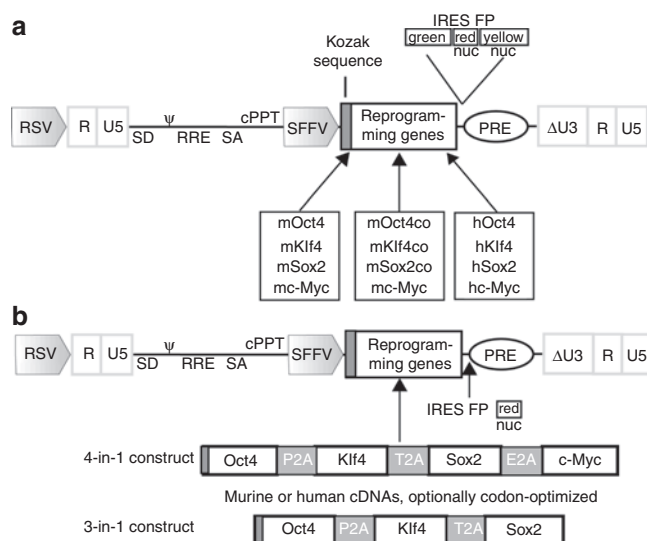 a
IRES FP
green red yellow
nuc nuc
Kozak
sequence
RSV R U5 SD ψ RRE SA cPPT SFFV Reprogram-
ming genes PRE ΔU3 R U5
mOct4
mKlf4
mSox2
mc-Myc
mOct4co
mKlf4co
mSox2co
mc-Myc
hOct4
hKlf4
hSox2
hc-Myc
b
RSV R U5 SD ψ RRE SA cPPT SFFV Reprogram-
ming genes PRE ΔU3 R U5
IRES FP red
nuc
4-in-1 construct Oct4 P2A Klf4 T2A Sox2 E2A c-Myc
Murine or human cDNAs, optionally codon-optimized
3-in-1 construct Oct4 P2A Klf4 T2A Sox2